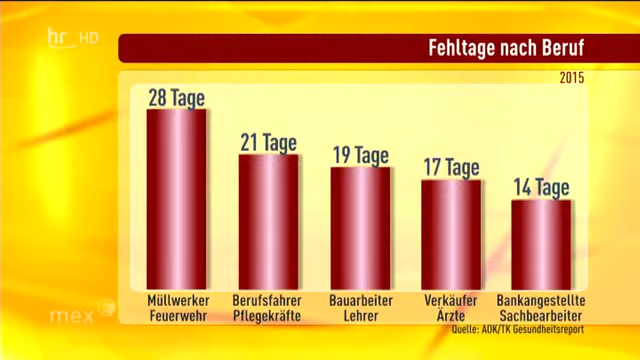 hr HD
Fehltage nach Beruf
2015
28 Tage
21 Tage
19 Tage
17 Tage
14 Tage
Müllwerker
Feuerwehr
Berufsfahrer
Pflegekräfte
Bauarbeiter
Lehrer
Verkäufer
Ärzte
Bankangestellte
Sachbearbeiter
Quelle: AOK/TK Gesundheitsreport
mex